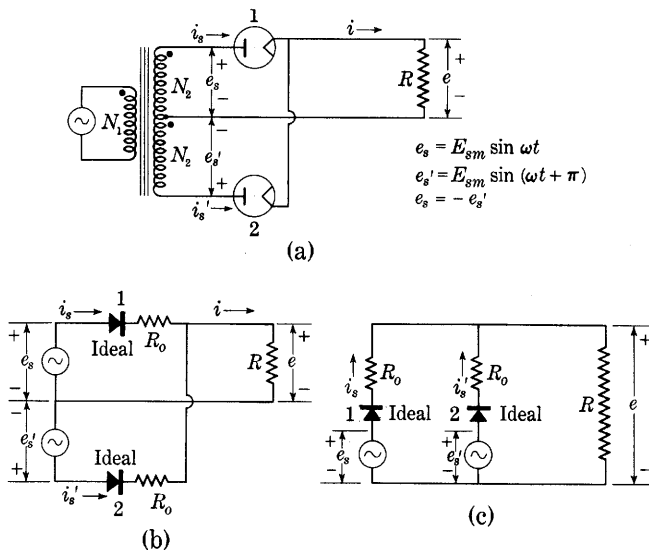 1
i_s → i →
+ +
N_2 e_s R e
− −
N_1
− e_s = E_sm sin ωt
N_2 e_s' e_s' = E_sm sin (ωt + π)
+ e_s = − e_s'
i_s' → 2
(a)
i_s → 1 i →
+ Ideal R_o +
e_s R e
− −
−
e_s' Ideal
+
i_s' → 2 R_o
(b)
+
i_s R_o i_s' R_o
1 Ideal 2 Ideal R e
+ +
e_s e_s'
− − −
(c)